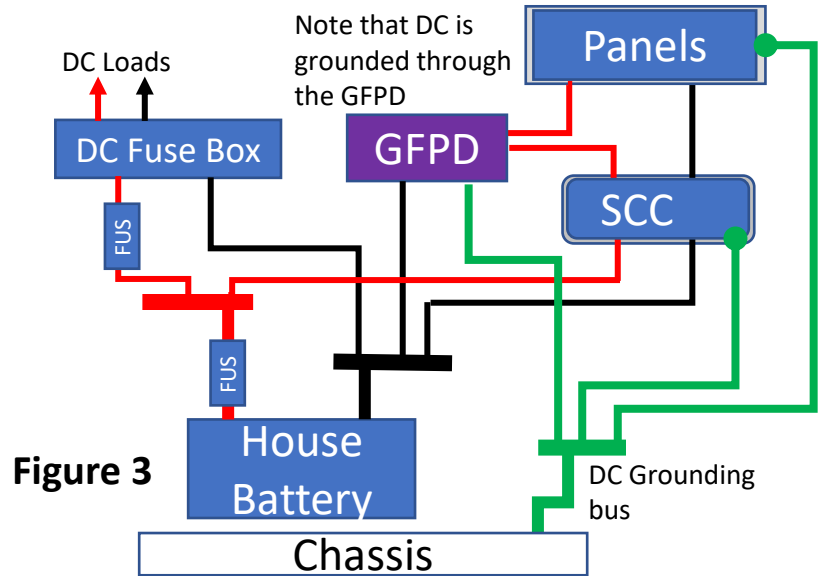 Note that DC is
grounded through
the GFPD
Panels
DC Loads
DC Fuse Box
GFPD
SCC
FUS
FUS
House
Battery
Figure 3
DC Grounding
bus
Chassis